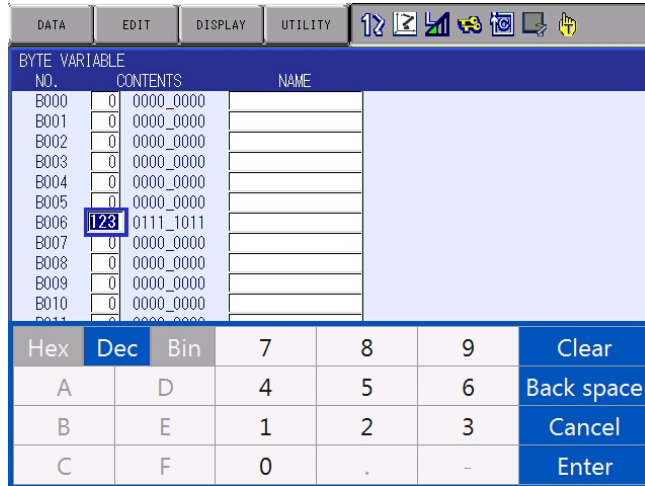 DATA EDIT DISPLAY UTILITY
BYTE VARIABLE
NO. CONTENTS NAME
B000 0 0000_0000
B001 0 0000_0000
B002 0 0000_0000
B003 0 0000_0000
B004 0 0000_0000
B005 0 0000_0000
B006 123 0111_1011
B007 0 0000_0000
B008 0 0000_0000
B009 0 0000_0000
B010 0 0000_0000
B011 0 0000_0000
Hex Dec Bin 7 8 9 Clear
A D 4 5 6 Back space
B E 1 2 3 Cancel
C F 0 . - Enter